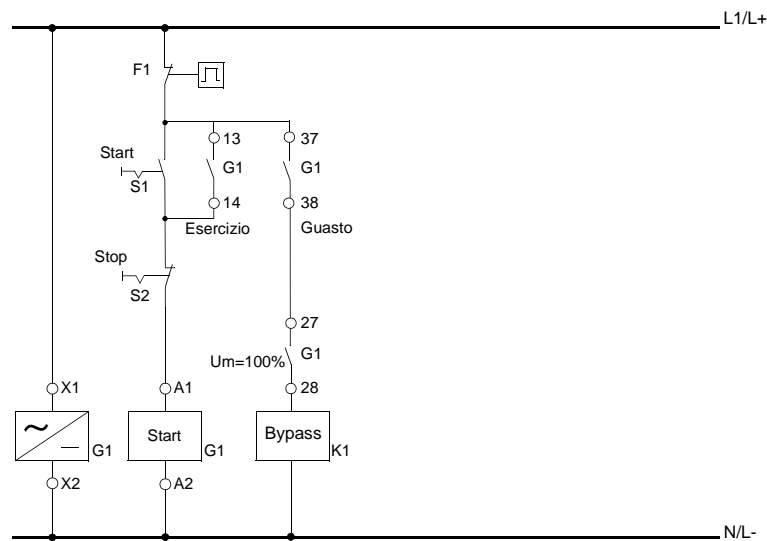 L1/L+
F1
13
37
Start
G1
G1
S1
14
38
Esercizio
Guasto
Stop
S2
27
G1
Um=100%
X1
A1
28
~
Start
Bypass
G1
G1
K1
X2
A2
N/L-